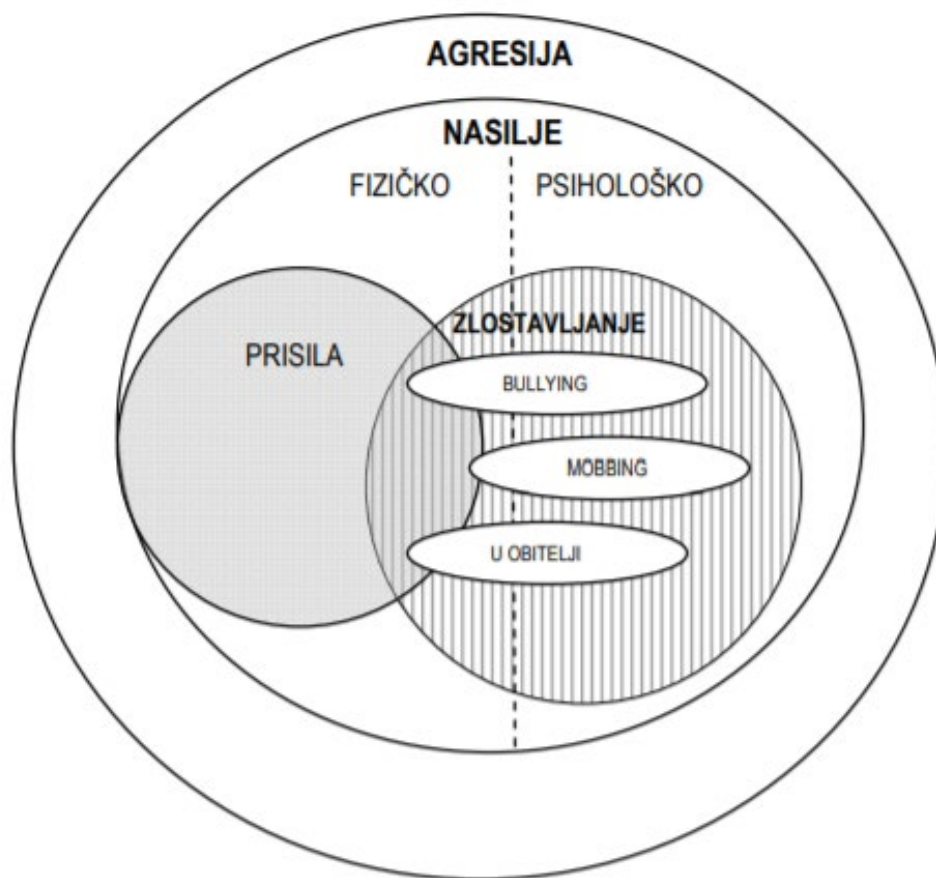 AGRESIJA
NASILJE
FIZIČKO PSIHOLOŠKO
ZLOSTAVLJANJE
PRISILA
BULLYING
MOBBING
U OBITELJI